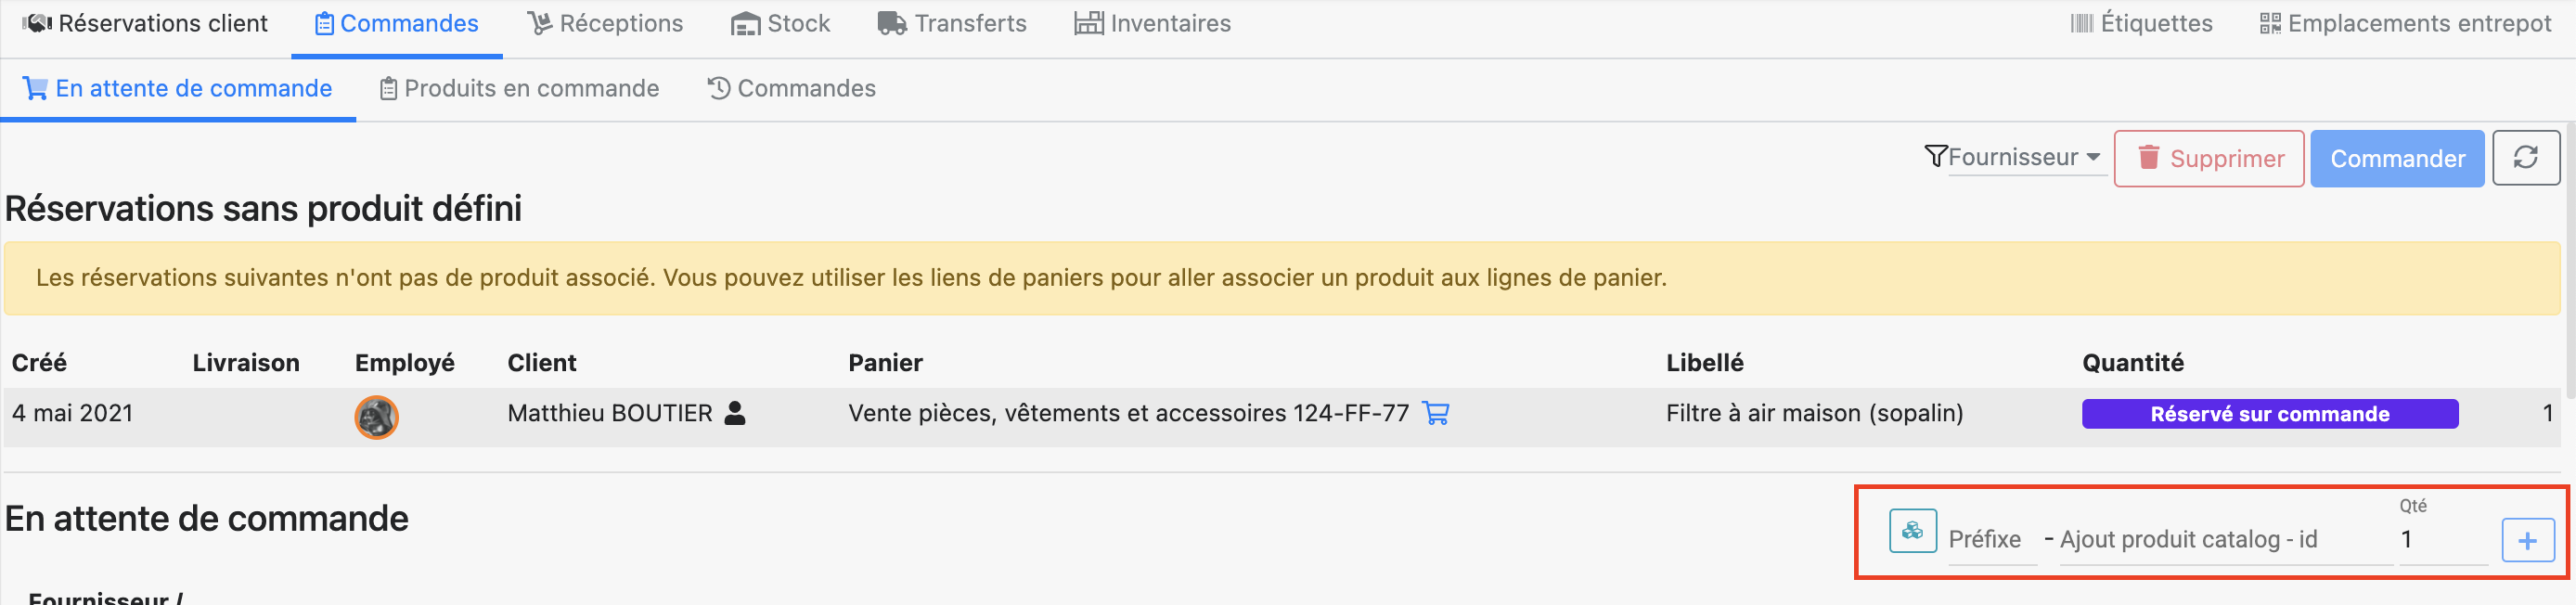 Réservations client Commandes Réceptions Stock Transferts Inventaires Étiquettes Emplacements entrepot
En attente de commande Produits en commande Commandes
Fournisseur Supprimer Commander
Réservations sans produit défini
Les réservations suivantes n'ont pas de produit associé. Vous pouvez utiliser les liens de paniers pour aller associer un produit aux lignes de panier.
Créé Livraison Employé Client Panier Libellé Quantité
4 mai 2021 Matthieu BOUTIER Vente pièces, vêtements et accessoires 124-FF-77 Filtre à air maison (sopalin) Réservé sur commande 1
Qté
En attente de commande Préfixe - Ajout produit catalog - id 1 +
Fournisseur /